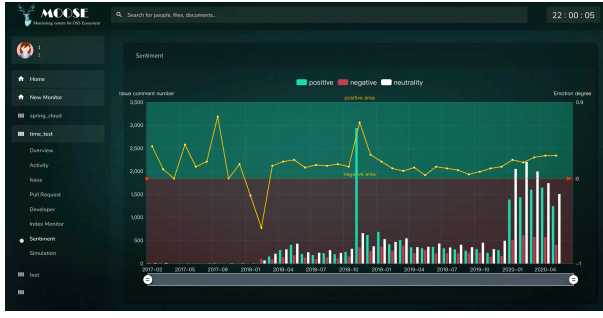 MOOSE
Monitoring centers for OSS Ecosystem
Search for people, files, documents...
22 : 00 : 05
Home
New Monitor
spring_cloud
time_test
Overview
Activity
Issue
Pull Request
Developer
Index Monitor
Sentiment
Simulation
test
Sentiment
positive negative neutrality
issue comment number
Emotion degree
positive area
negative area
3,500
3,000
2,500
2,000
1,500
1,000
500
0
0.9
0
-1
2017-02 2017-05 2017-09 2018-01 2018-04 2018-07 2018-10 2019-01 2019-04 2019-07 2019-10 2020-01 2020-04